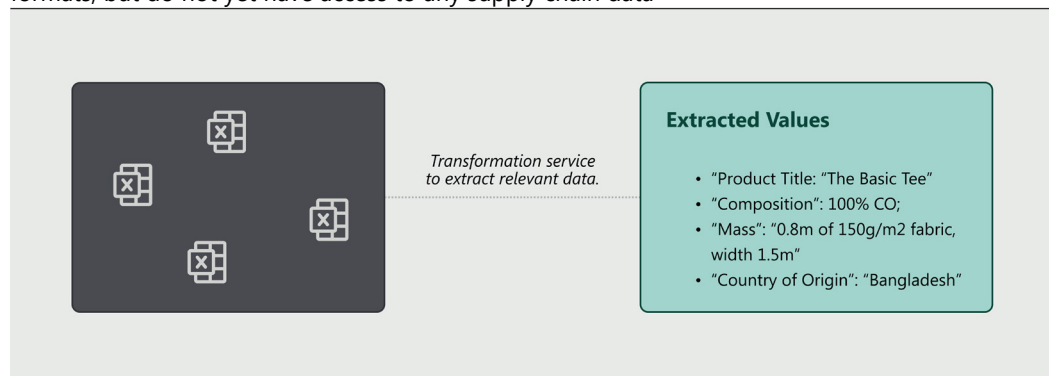 formats, but do not yet have access to any supply chain data
Transformation service
to extract relevant data.
Extracted Values
• “Product Title: “The Basic Tee”
• “Composition”: 100% CO;
• “Mass”: “0.8m of 150g/m2 fabric,
width 1.5m”
• “Country of Origin”: “Bangladesh”